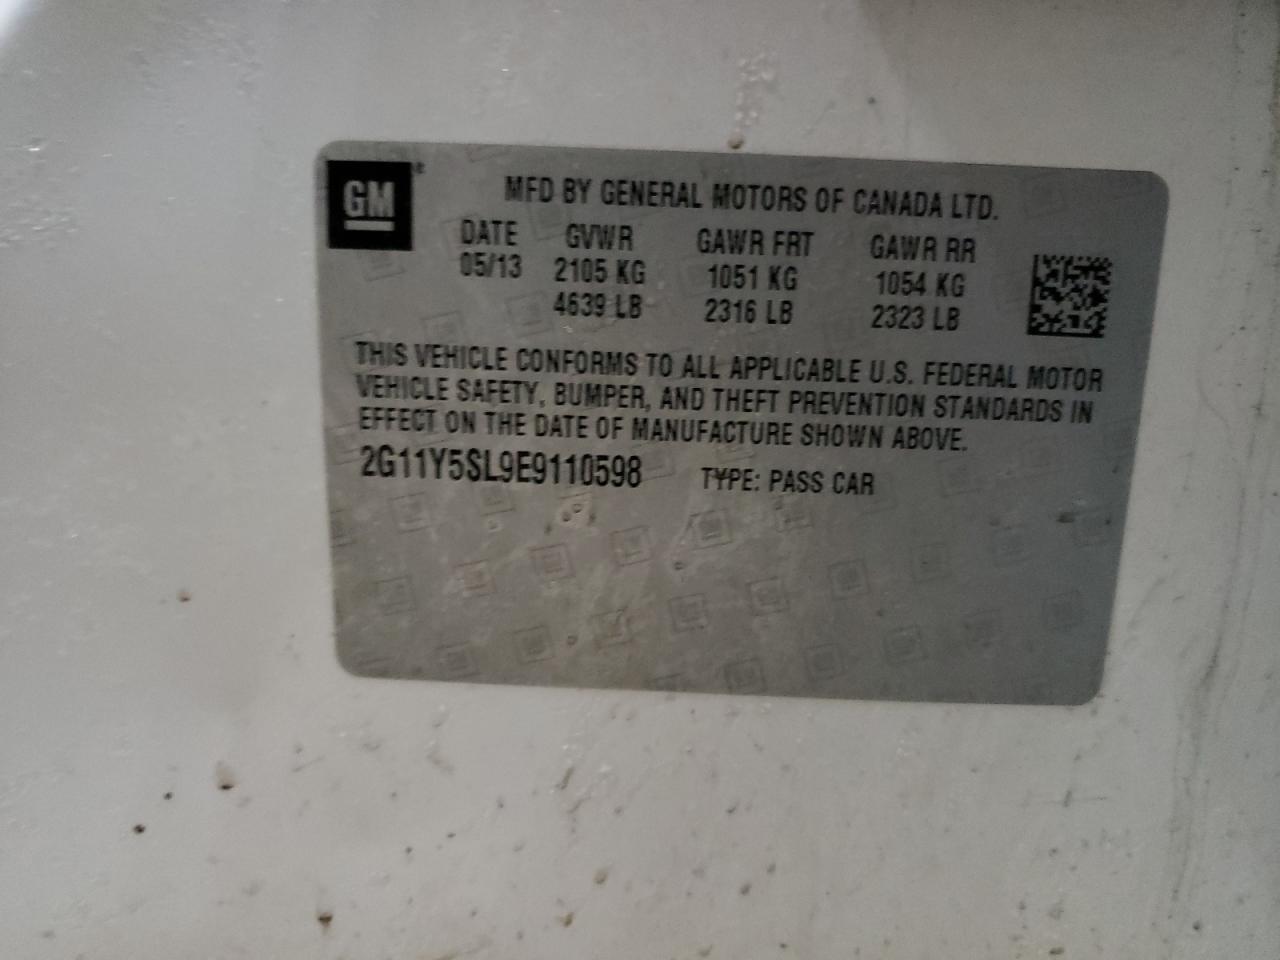 GM
MFD BY GENERAL MOTORS OF CANADA LTD.
DATE GVWR GAWR FRT GAWR RR
05/13 2105 KG 1051 KG 1054 KG
4639 LB 2316 LB 2323 LB
THIS VEHICLE CONFORMS TO ALL APPLICABLE U.S. FEDERAL MOTOR
VEHICLE SAFETY, BUMPER, AND THEFT PREVENTION STANDARDS IN
EFFECT ON THE DATE OF MANUFACTURE SHOWN ABOVE.
2G11Y5SL9E9110598 TYPE: PASS CAR